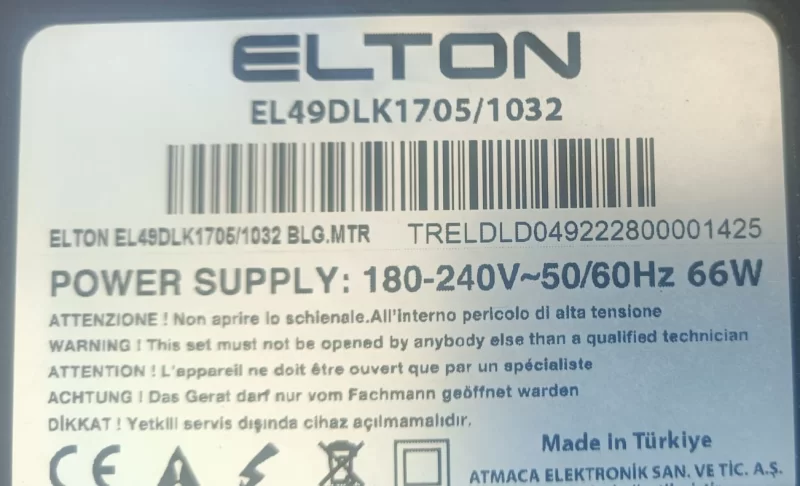 ELTON
EL49DLK1705/1032
ELTON EL49DLK1705/1032 BLG.MTR TRELDLD049222800001425
POWER SUPPLY: 180-240V~50/60Hz 66W
ATTENZIONE ! Non aprire lo schienale.All'interno pericolo di alta tensione
WARNING ! This set must not be opened by anybody else than a qualified technician
ATTENTION ! L'appareil ne doit être ouvert que par un spécialiste
ACHTUNG ! Das Gerat darf nur vom Fachmann geöffnet warden
DİKKAT ! Yetkili servis dışında cihaz açılmamalıdır.
CE
Made in Türkiye
ATMACA ELEKTRONİK SAN. VE TİC. A.Ş.